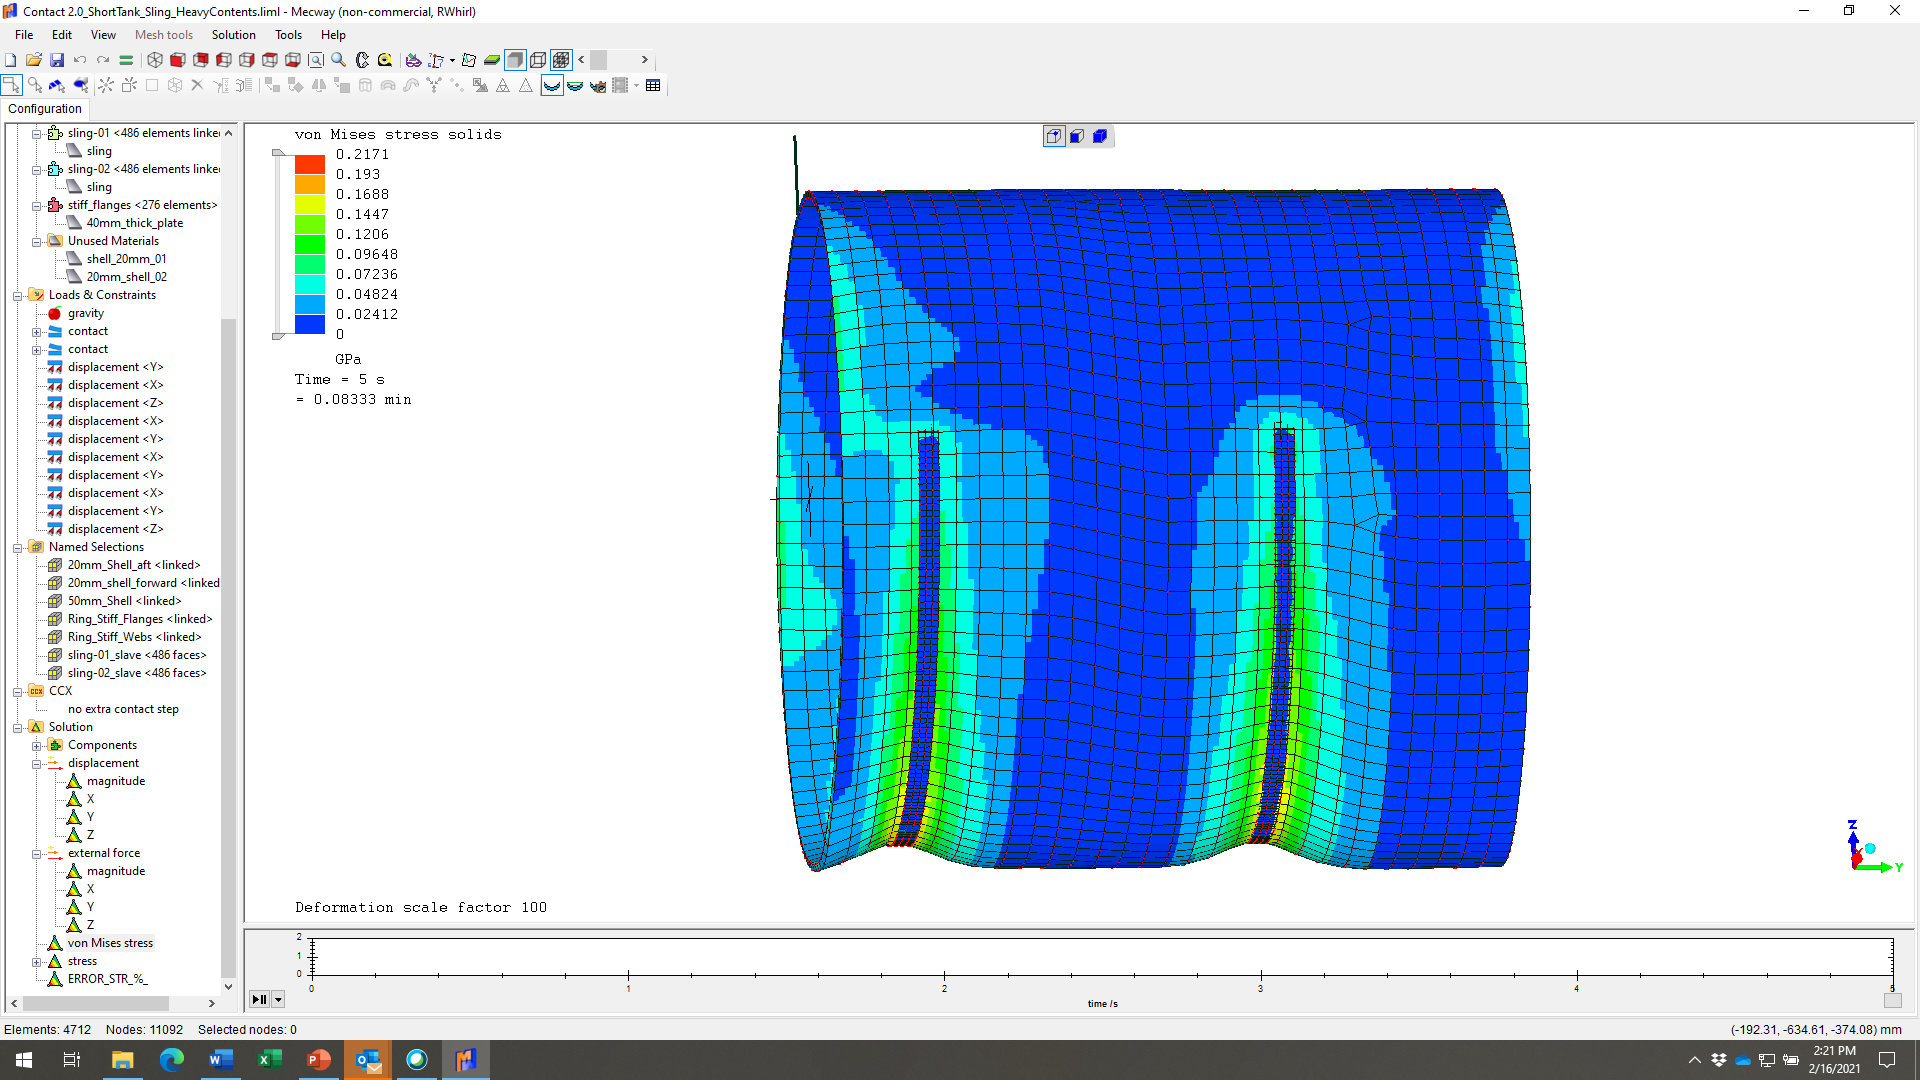 Contact 2.0_ShortTank_Sling_HeavyContents.liml - Mecway (non-commercial, RWhirl)
File Edit View Mesh tools Solution Tools Help
Configuration
sling-01 <486 elements linke
sling
sling-02 <486 elements linke
sling
stiff_flanges <276 elements>
40mm_thick_plate
Unused Materials
shell_20mm_01
20mm_shell_02
Loads & Constraints
gravity
contact
contact
displacement <Y>
displacement <X>
displacement <Z>
displacement <X>
displacement <Y>
displacement <X>
displacement <Y>
displacement <X>
displacement <Y>
displacement <Z>
Named Selections
20mm_Shell_aft <linked>
20mm_shell_forward <linked
50mm_Shell <linked>
Ring_Stiff_Flanges <linked>
Ring_Stiff_Webs <linked>
sling-01_slave <486 faces>
sling-02_slave <486 faces>
CCX
no extra contact step
Solution
Components
displacement
magnitude
X
Y
Z
external force
magnitude
X
Y
Z
von Mises stress
stress
ERROR_STR_%_
von Mises stress solids
0.2171
0.193
0.1688
0.1447
0.1206
0.09648
0.07236
0.04824
0.02412
0
GPa
Time = 5 s
= 0.08333 min
Deformation scale factor 100
Z
Y
2
1
0
0 1 2 3 4 5
time /s
Elements: 4712 Nodes: 11092 Selected nodes: 0
(-192.31, -634.61, -374.08) mm
2:21 PM
2/16/2021